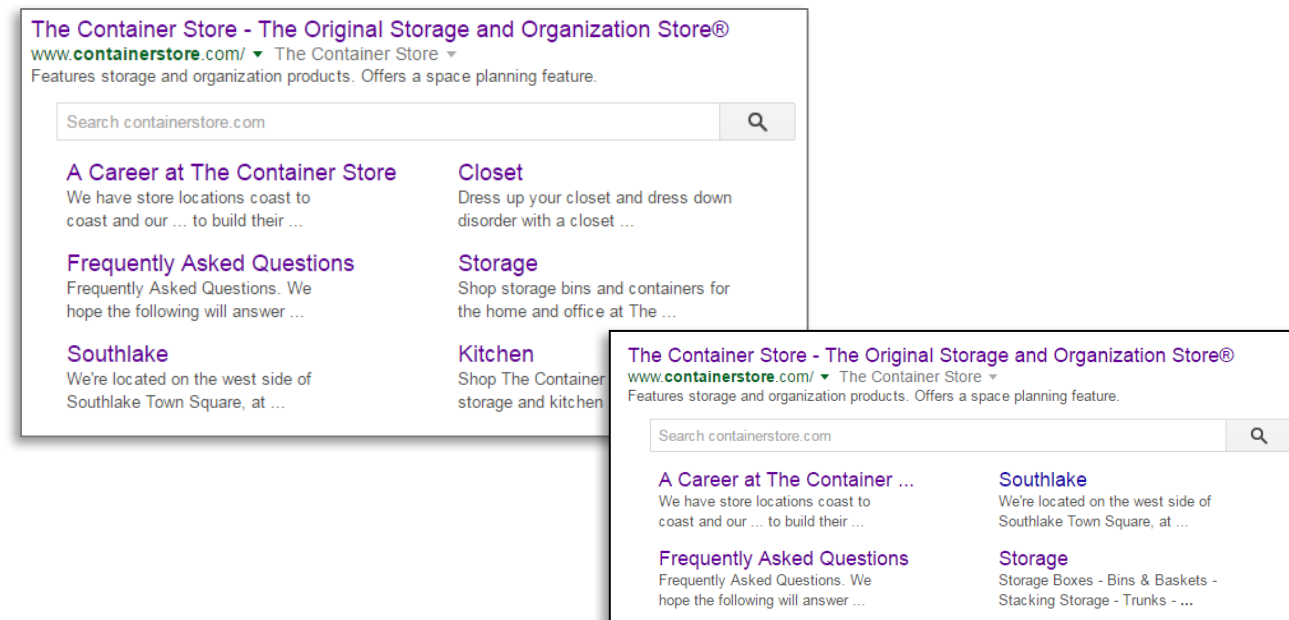 The Container Store - The Original Storage and Organization Store®
www.containerstore.com/ ▼ The Container Store ▼
Features storage and organization products. Offers a space planning feature.
Search containerstore.com
A Career at The Container Store
We have store locations coast to
coast and our ... to build their ...
Closet
Dress up your closet and dress down
disorder with a closet ...
Frequently Asked Questions
Frequently Asked Questions. We
hope the following will answer ...
Storage
Shop storage bins and containers for
the home and office at The ...
Southlake
We're located on the west side of
Southlake Town Square, at ...
Kitchen
Shop The Container
storage and kitchen
The Container Store - The Original Storage and Organization Store®
www.containerstore.com/ ▼ The Container Store ▼
Features storage and organization products. Offers a space planning feature.
Search containerstore.com
A Career at The Container ...
We have store locations coast to
coast and our ... to build their ...
Southlake
We're located on the west side of
Southlake Town Square, at ...
Frequently Asked Questions
Frequently Asked Questions. We
hope the following will answer ...
Storage
Storage Boxes - Bins & Baskets -
Stacking Storage - Trunks - ...